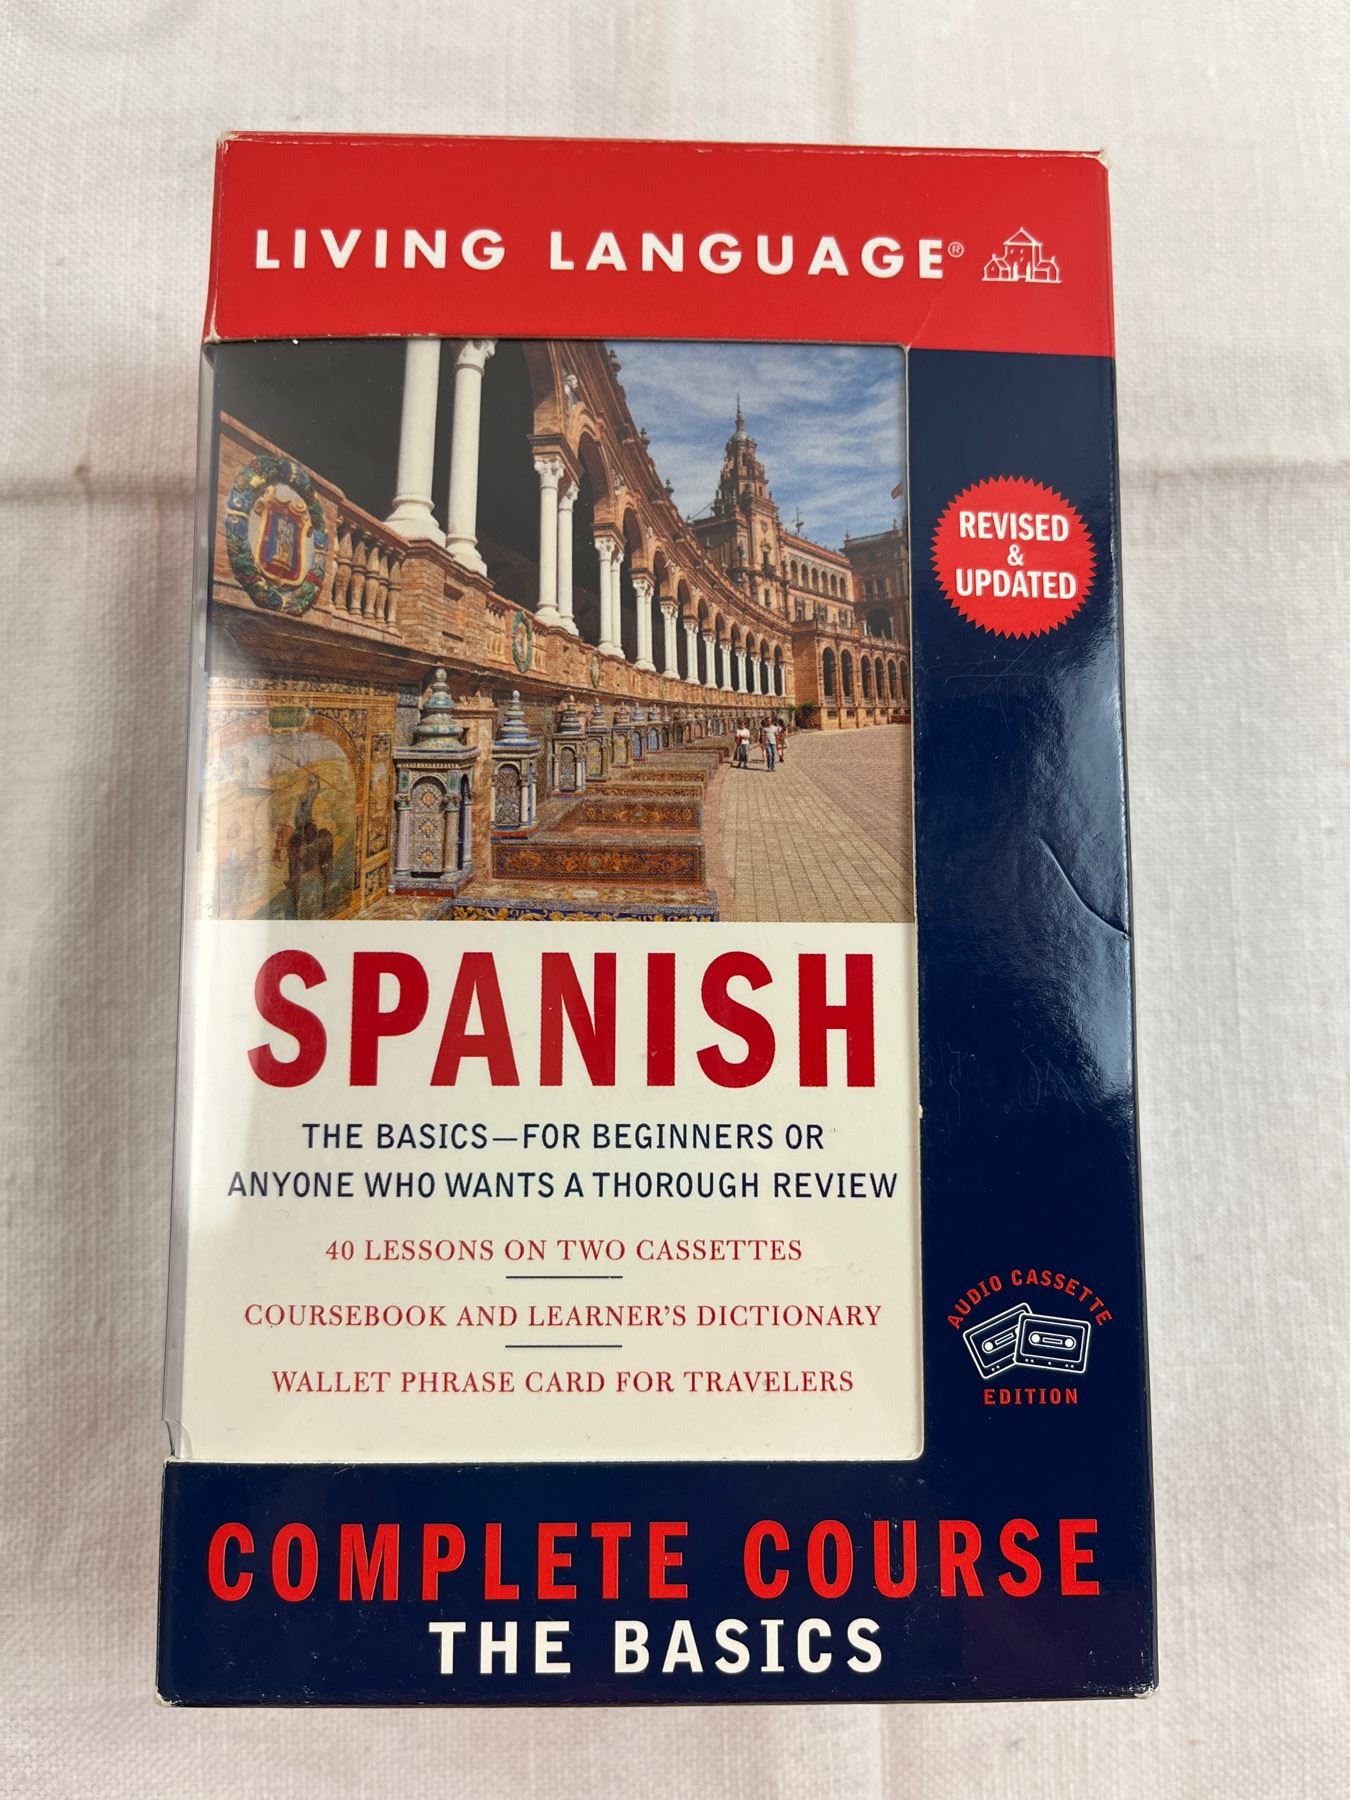 LIVING LANGUAGE®
REVISED
&
UPDATED
SPANISH
THE BASICS—FOR BEGINNERS OR
ANYONE WHO WANTS A THOROUGH REVIEW
40 LESSONS ON TWO CASSETTES
COURSEBOOK AND LEARNER'S DICTIONARY
WALLET PHRASE CARD FOR TRAVELERS
AUDIO CASSETTE
EDITION
COMPLETE COURSE
THE BASICS